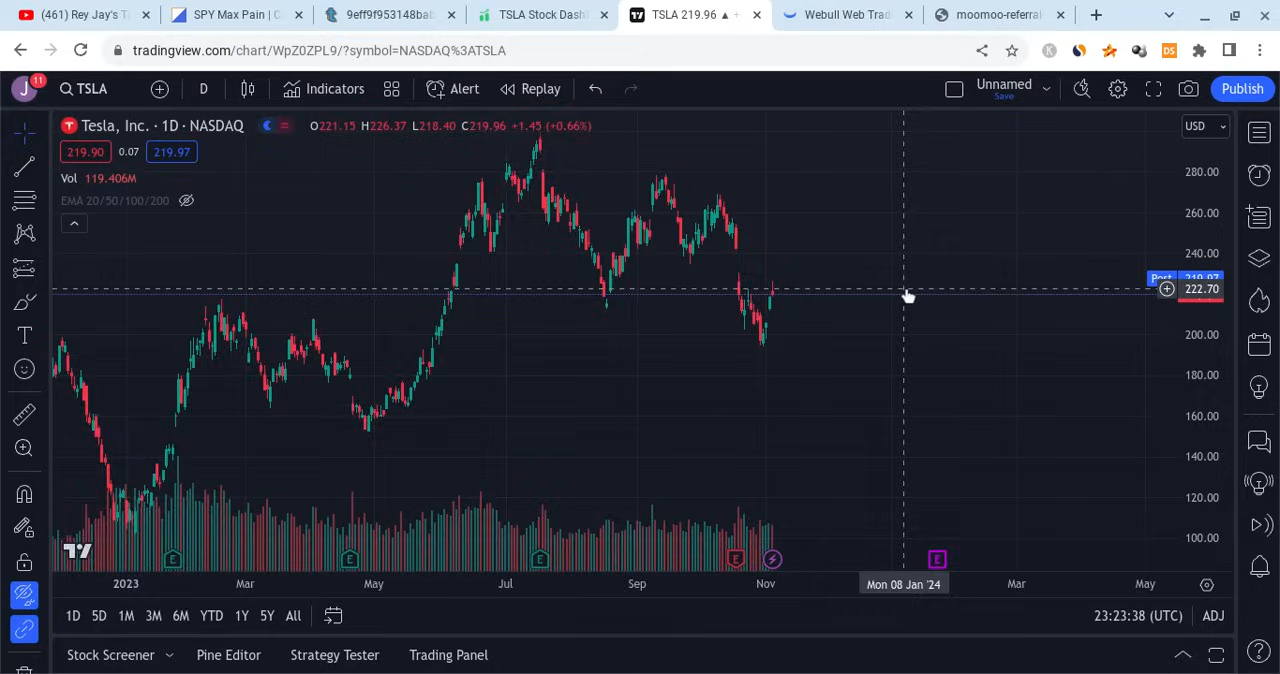 (461) Rey Jay's T
SPY Max Pain | C
9eff9f953148bab
TSLA Stock Dash
TSLA 219.96 ▲ +
Webull Web Trad
moomoo-referral
tradingview.com/chart/WpZ0ZPL9/?symbol=NASDAQ%3ATSLA
K
DS
J 11
TSLA
D
Indicators
Alert
Replay
Unnamed
Save
Publish
Tesla, Inc. · 1D · NASDAQ
O221.15 H226.37 L218.40 C219.96 +1.45 (+0.66%)
USD
219.90
0.07
219.97
Vol 119.406M
EMA 20/50/100/200
280.00
260.00
240.00
Post 219.97
222.70
200.00
180.00
160.00
140.00
120.00
100.00
E
E
E
E
E
2023
Mar
May
Jul
Sep
Nov
Mon 08 Jan '24
Mar
May
1D
5D
1M
3M
6M
YTD
1Y
5Y
All
23:23:38 (UTC)
ADJ
Stock Screener
Pine Editor
Strategy Tester
Trading Panel